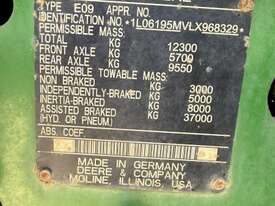 TYPE E09 APPR NO.
IDENTIFICATION NO. *1L06195MVLX968329*
PERMISSIBLE MASS:
TOTAL KG 12300
FRONT AXLE KG 5700
REAR AXLE KG 9550
PERMISSIBLE TOWABLE MASS:
NON BRAKED KG 3000
INDEPENDENTLY-BRAKED KG 5000
INERTIA BRAKED KG 8000
ASSISTED BRAKED KG 37000
(HYD. OR PNEUM.)
ABS. COEF
MADE IN GERMANY
DEERE & COMPANY
MOLINE, ILLINOIS, USA